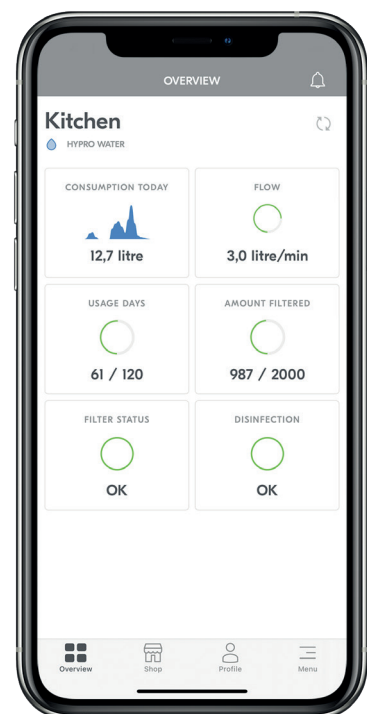 OVERVIEW
Kitchen
HYPRO WATER
CONSUMPTION TODAY
12,7 litre
FLOW
3,0 litre/min
USAGE DAYS
61 / 120
AMOUNT FILTERED
987 / 2000
FILTER STATUS
OK
DISINFECTION
OK
Overview
Shop
Profile
Menu